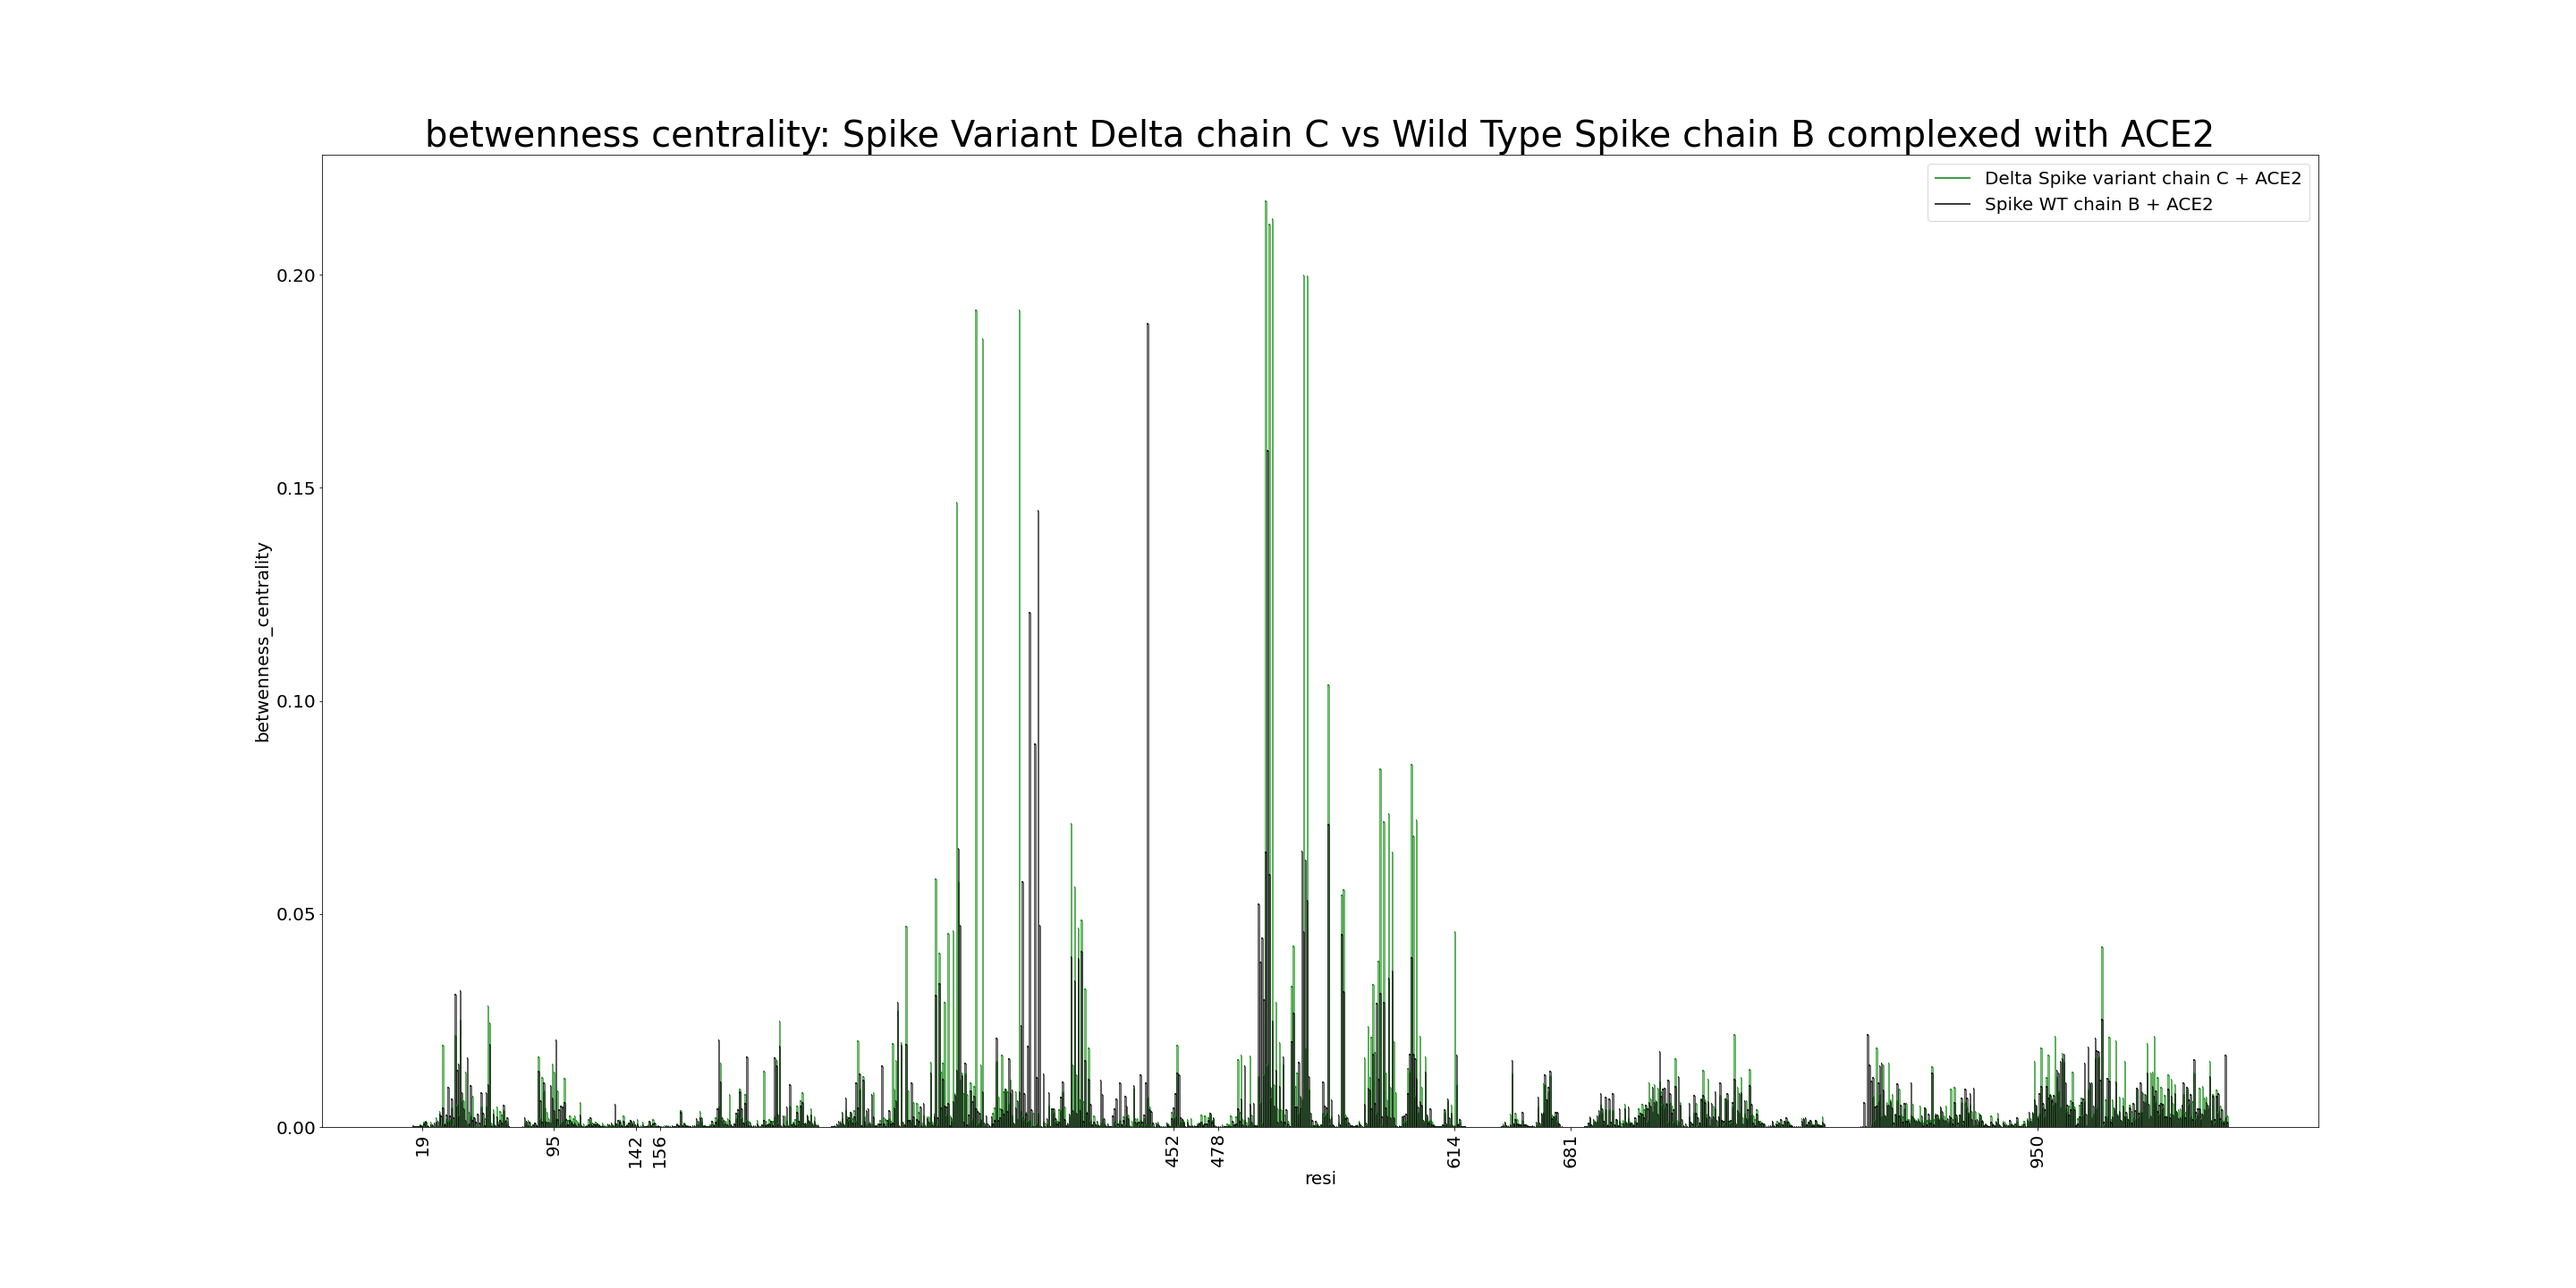 betwenness centrality: Spike Variant Delta chain C vs Wild Type Spike chain B complexed with ACE2
Delta Spike variant chain C + ACE2
Spike WT chain B + ACE2
betwenness_centrality
0.20
0.15
0.10
0.05
0.00
19
95
142
156
452
478
614
681
950
resi